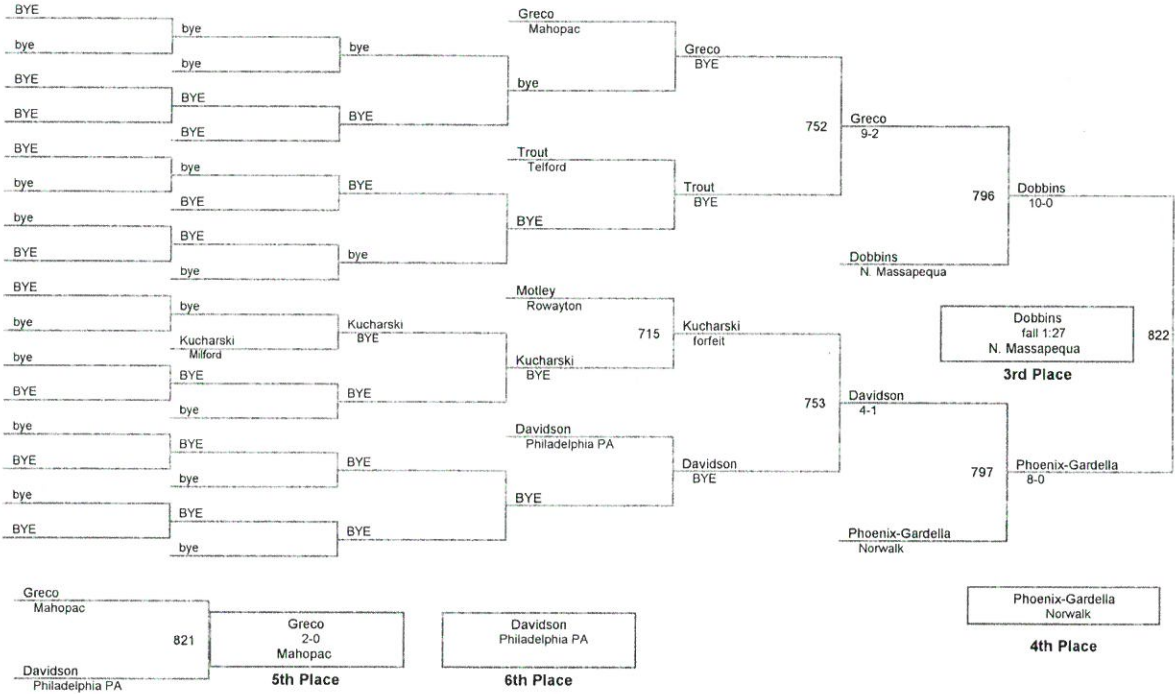 BYE
bye
BYE
BYE
BYE
bye
bye
BYE
BYE
bye
bye
BYE
bye
BYE
bye
BYE
bye
bye
BYE
BYE
bye
BYE
BYE
bye
bye
Kucharski
Milford
BYE
bye
BYE
bye
BYE
bye
bye
BYE
BYE
bye
Kucharski
BYE
BYE
BYE
BYE
Greco
Mahopac
bye
Trout
Telford
BYE
Motley
Rowayton
715
Kucharski
BYE
Davidson
Philadelphia PA
BYE
Greco
BYE
752
Trout
BYE
Kucharski
forfeit
753
Davidson
BYE
Greco
9-2
796
Dobbins
N. Massapequa
Davidson
4-1
797
Phoenix-Gardella
Norwalk
Dobbins
10-0
822
Phoenix-Gardella
8-0
Dobbins
fall 1:27
N. Massapequa
3rd Place
Phoenix-Gardella
Norwalk
4th Place
Greco
Mahopac
821
Davidson
Philadelphia PA
Greco
2-0
Mahopac
5th Place
Davidson
Philadelphia PA
6th Place